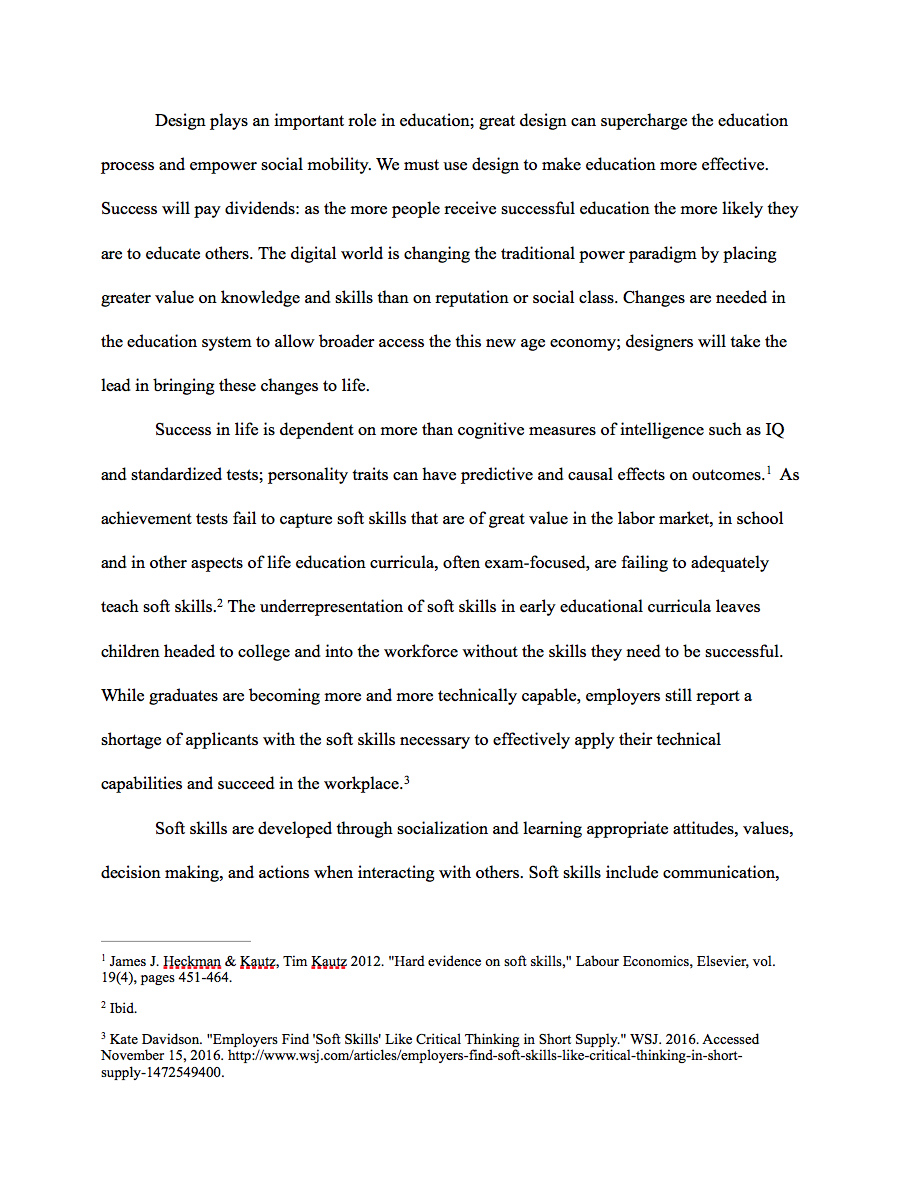 Design plays an important role in education; great design can supercharge the education
process and empower social mobility. We must use design to make education more effective.
Success will pay dividends: as the more people receive successful education the more likely they
are to educate others. The digital world is changing the traditional power paradigm by placing
greater value on knowledge and skills than on reputation or social class. Changes are needed in
the education system to allow broader access the this new age economy; designers will take the
lead in bringing these changes to life.
Success in life is dependent on more than cognitive measures of intelligence such as IQ
and standardized tests; personality traits can have predictive and causal effects on outcomes.1 As
achievement tests fail to capture soft skills that are of great value in the labor market, in school
and in other aspects of life education curricula, often exam-focused, are failing to adequately
teach soft skills.2 The underrepresentation of soft skills in early educational curricula leaves
children headed to college and into the workforce without the skills they need to be successful.
While graduates are becoming more and more technically capable, employers still report a
shortage of applicants with the soft skills necessary to effectively apply their technical
capabilities and succeed in the workplace.3
Soft skills are developed through socialization and learning appropriate attitudes, values,
decision making, and actions when interacting with others. Soft skills include communication,
1 James J. Heckman & Kautz, Tim Kautz 2012. "Hard evidence on soft skills," Labour Economics, Elsevier, vol.
19(4), pages 451-464.
2 Ibid.
3 Kate Davidson. "Employers Find 'Soft Skills' Like Critical Thinking in Short Supply." WSJ. 2016. Accessed
November 15, 2016. http://www.wsj.com/articles/employers-find-soft-skills-like-critical-thinking-in-short-
supply-1472549400.